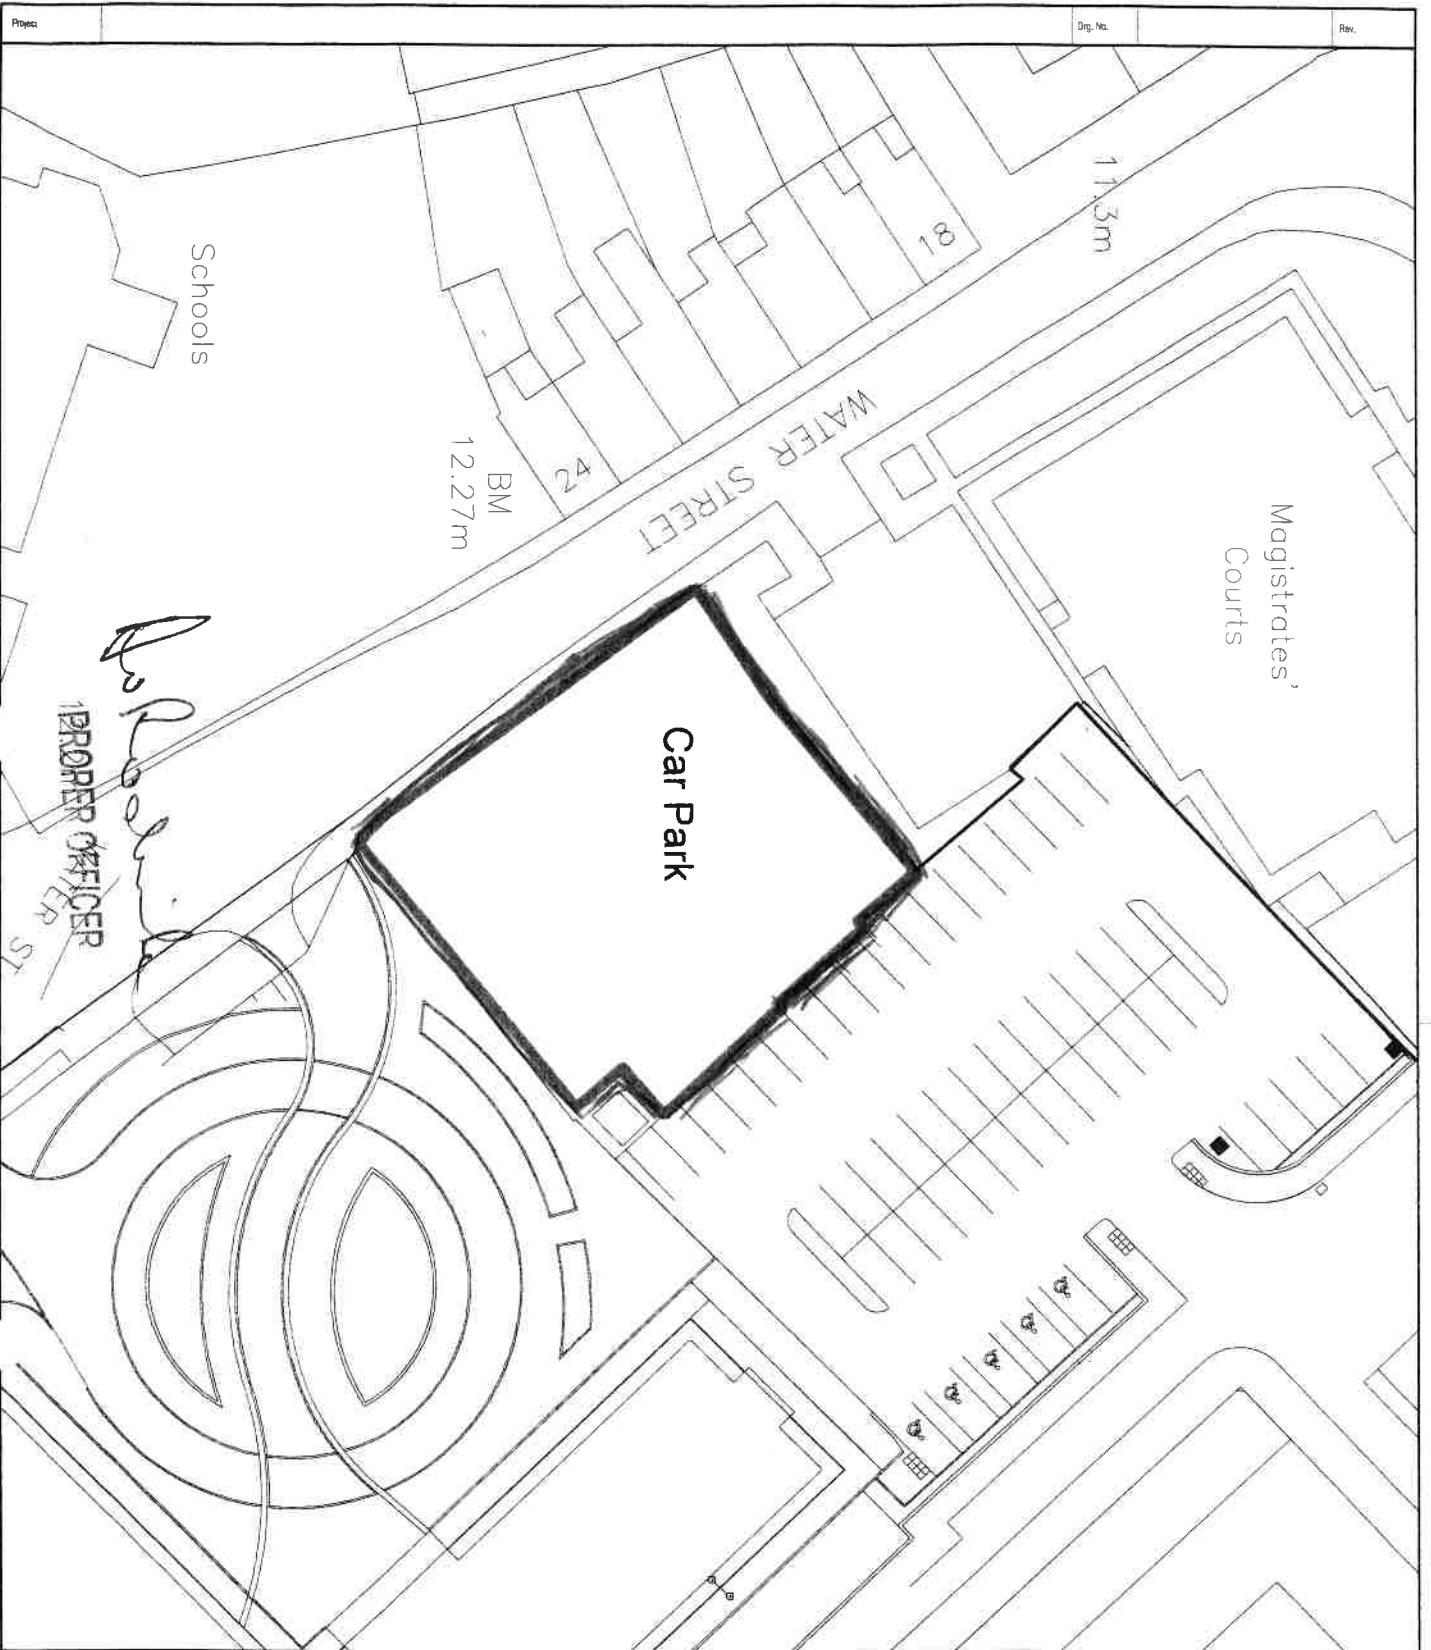 Project
Drg. No.
Rev.
11.3m
18
Schools
WATER STREET
24
BM
12.27m
Magistrates'
Courts
Car Park
PROPER OFFICER
WATER ST